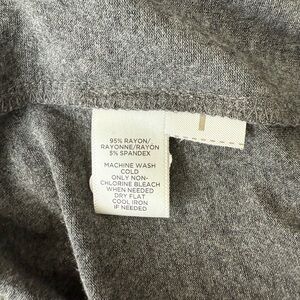 95% RAYON/
RAYONNE/RAYON
5% SPANDEX
MACHINE WASH
COLD
ONLY NON-
CHLORINE BLEACH
WHEN NEEDED
DRY FLAT
COOL IRON
IF NEEDED